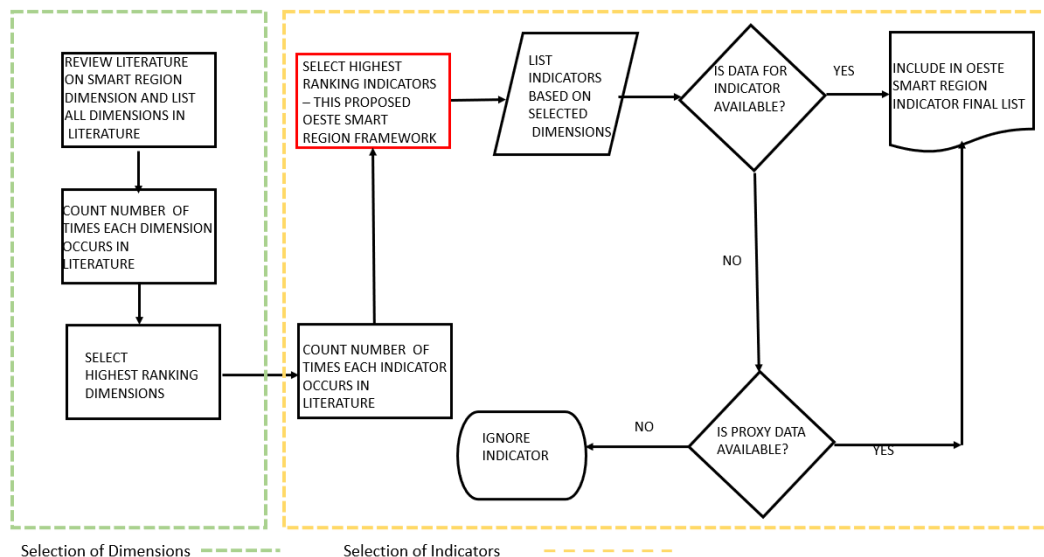 REVIEW LITERATURE
ON SMART REGION
DIMENSION AND LIST
ALL DIMENSIONS IN
LITERATURE
COUNT NUMBER OF
TIMES EACH DIMENSION
OCCURS IN
LITERATURE
SELECT
HIGHEST RANKING
DIMENSIONS
COUNT NUMBER OF
TIMES EACH INDICATOR
OCCURS IN
LITERATURE
SELECT HIGHEST
RANKING INDICATORS
– THIS PROPOSED
OESTE SMART
REGION FRAMEWORK
LIST
INDICATORS
BASED ON
SELECTED
DIMENSIONS
IS DATA FOR
INDICATOR
AVAILABLE?
YES
INCLUDE IN OESTE
SMART REGION
INDICATOR FINAL LIST
NO
IS PROXY DATA
AVAILABLE?
YES
NO
IGNORE
INDICATOR
Selection of Dimensions
Selection of Indicators